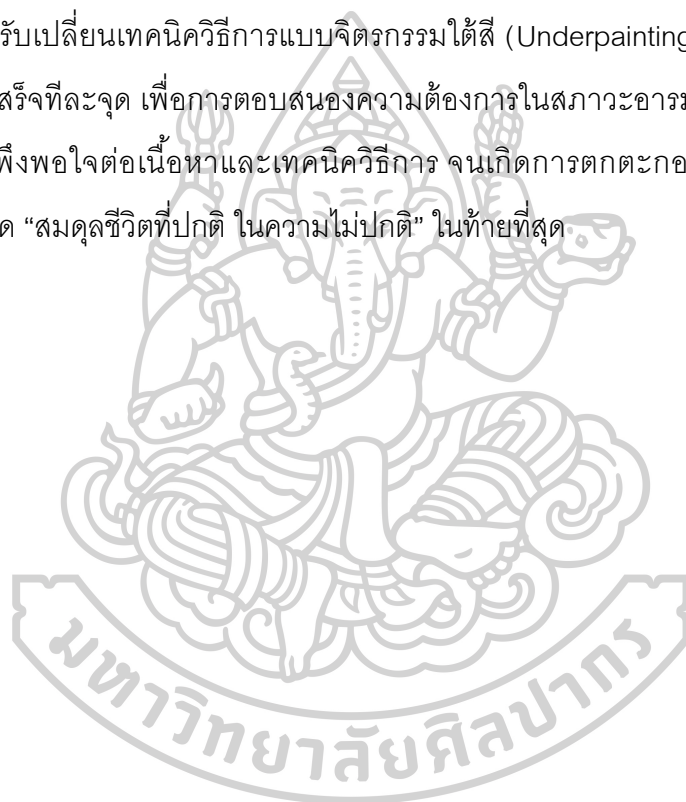 รับเปลี่ยนเทคนิควิธีการแบบจิตรกรรมใต้สี (Underpainting
สร็จทีละจุด เพื่อการตอบสนองความต้องการในสภาวะอารม
พึงพอใจต่อเนื้อหาและเทคนิควิธีการ จนเกิดการตกตะกอ
ด “สมดุลชีวิตที่ปกติ ในความไม่ปกติ” ในท้ายที่สุด
มหาวิทยาลัยศิลปากร